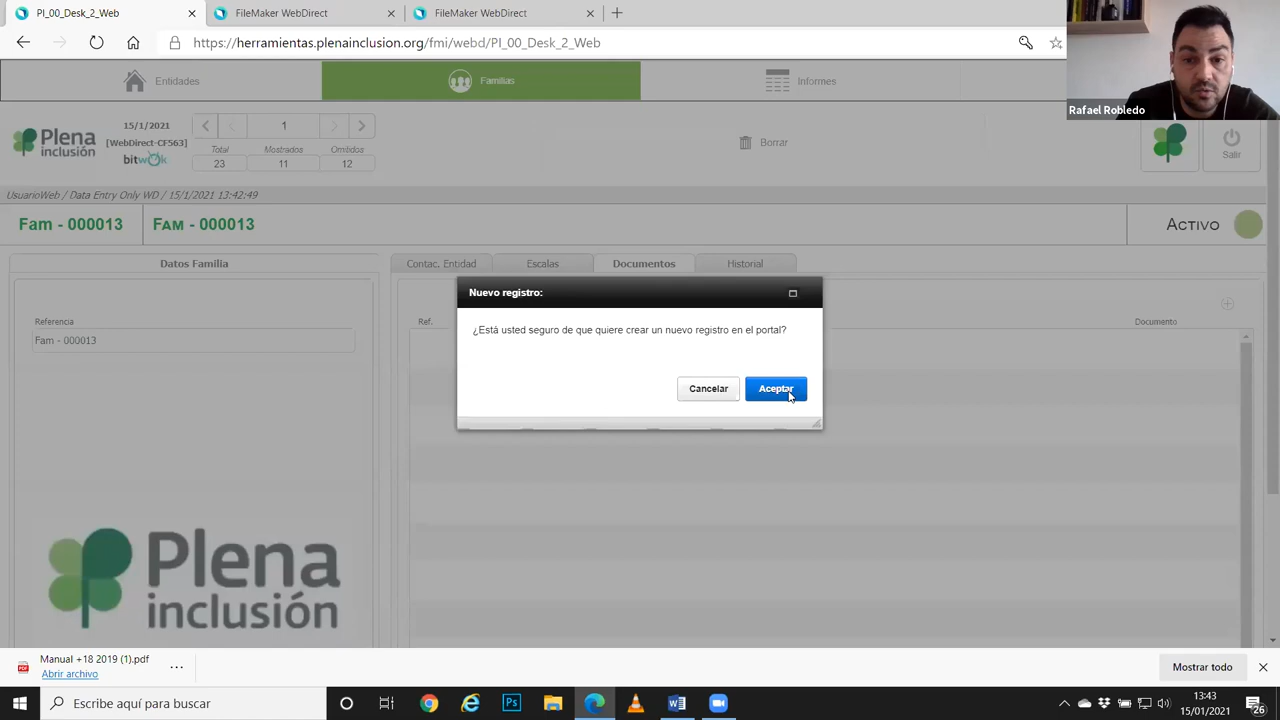 PI_00_Desk_2_Web
FileMaker WebDirect
FileMaker WebDirect
https://herramientas.plenainclusion.org/fmi/webd/PI_00_Desk_2_Web
Rafael Robledo
Entidades
Familias
Informes
Plena
inclusión
15/1/2021
[WebDirect-CF563]
bitwok
1
Total
Mostrados
Omitidos
23
11
12
Borrar
Salir
UsuarioWeb / Data Entry Only WD / 15/1/2021 13:42:49
Fam - 000013
Fam - 000013
Activo
Datos Familia
Contac. Entidad
Escalas
Documentos
Historial
Nuevo registro:
¿Está usted seguro de que quiere crear un nuevo registro en el portal?
Cancelar
Aceptar
Referencia
Fam - 000013
Ref.
Documento
Plena
inclusión
PDF
Manual +18 2019 (1).pdf
Abrir archivo
Mostrar todo
Escribe aquí para buscar
13:43
15/01/2021
26